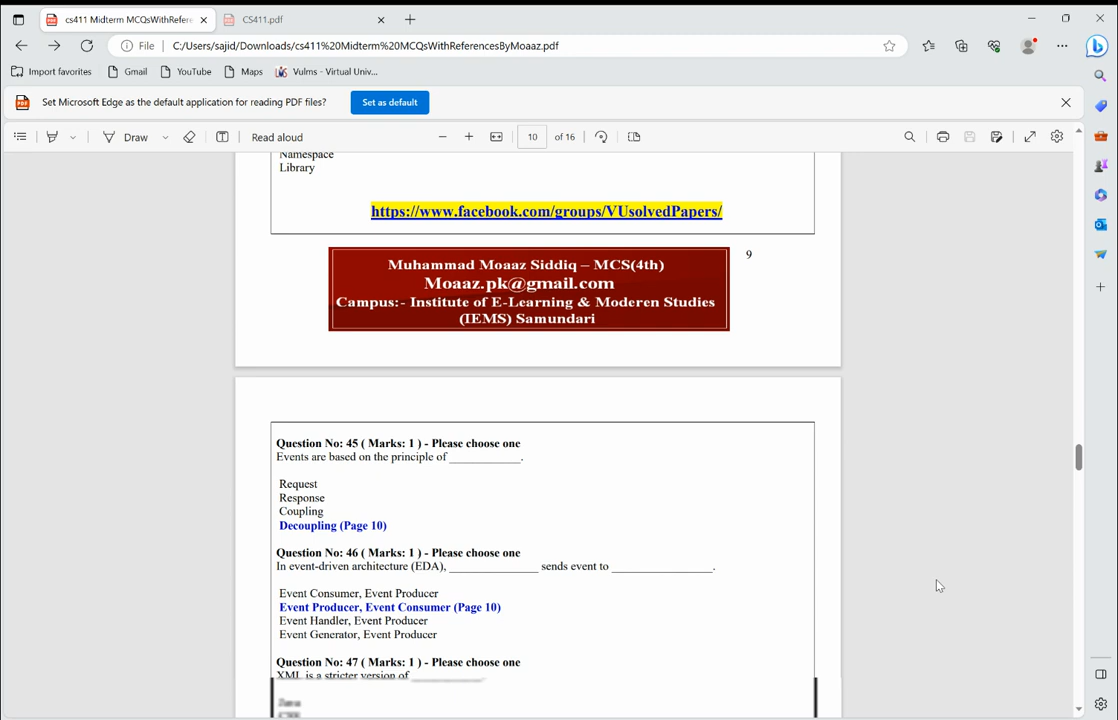 cs411 Midterm MCQsWithRefere
CS411.pdf
File
C:/Users/sajid/Downloads/cs411%20Midterm%20MCQsWithReferencesByMoaaz.pdf
Import favorites
Gmail
YouTube
Maps
Vulms - Virtual Univ...
Set Microsoft Edge as the default application for reading PDF files?
Set as default
Draw
Read aloud
10
of 16
Namespace
Library
https://www.facebook.com/groups/VUsolvedPapers/
9
Muhammad Moaaz Siddiq – MCS(4th)
Moaaz.pk@gmail.com
Campus:- Institute of E-Learning & Moderen Studies
(IEMS) Samundari
Question No: 45 ( Marks: 1 ) - Please choose one
Events are based on the principle of _____________.
Request
Response
Coupling
Decoupling (Page 10)
Question No: 46 ( Marks: 1 ) - Please choose one
In event-driven architecture (EDA), ________________ sends event to __________________.
Event Consumer, Event Producer
Event Producer, Event Consumer (Page 10)
Event Handler, Event Producer
Event Generator, Event Producer
Question No: 47 ( Marks: 1 ) - Please choose one
XML is a stricter version of _____________.